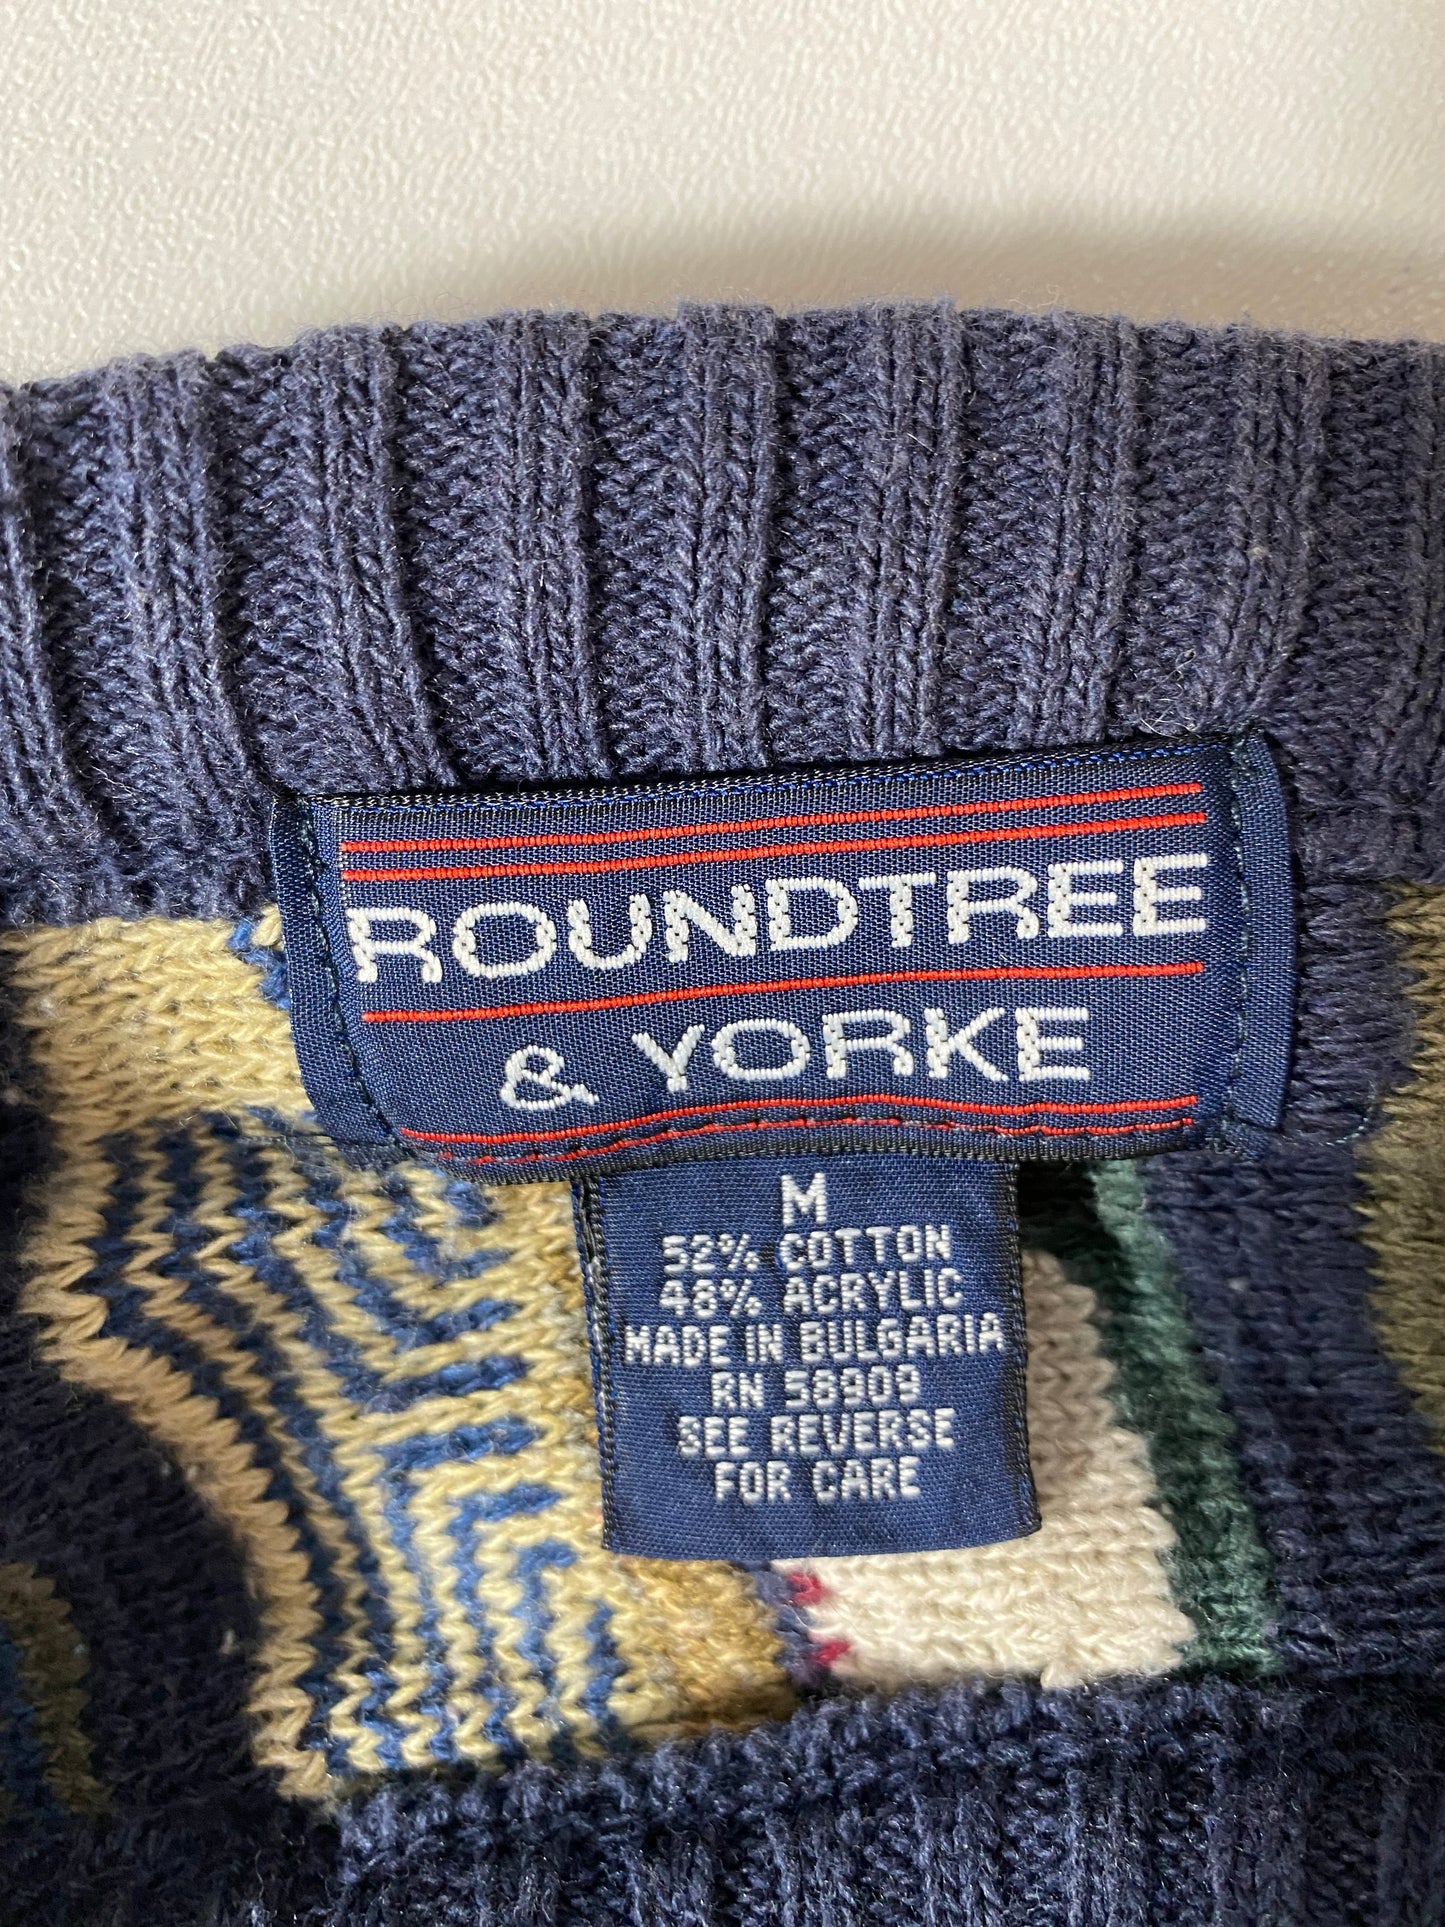 ROUNDTREE
& YORKE
M
52% COTTON
48% ACRYLIC
MADE IN BULGARIA
RN 58909
SEE REVERSE
FOR CARE